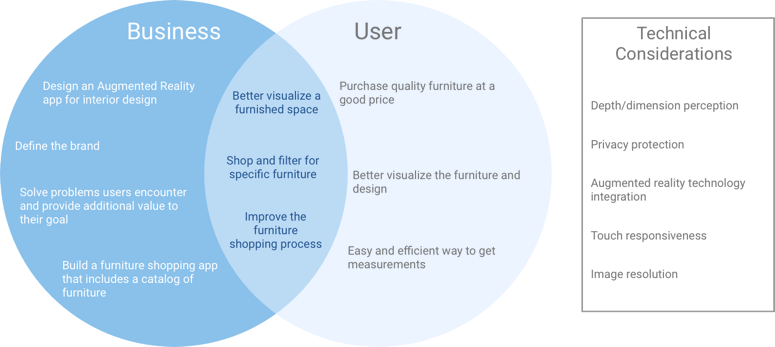 Business
Design an Augmented Reality
app for interior design
Define the brand
Solve problems users encounter
and provide additional value to
their goal
Build a furniture shopping app
that includes a catalog of
furniture
Better visualize a
furnished space
Shop and filter for
specific furniture
Improve the
furniture
shopping process
User
Purchase quality furniture at a
good price
Better visualize the furniture and
design
Easy and efficient way to get
measurements
Technical
Considerations
Depth/dimension perception
Privacy protection
Augmented reality technology
integration
Touch responsiveness
Image resolution